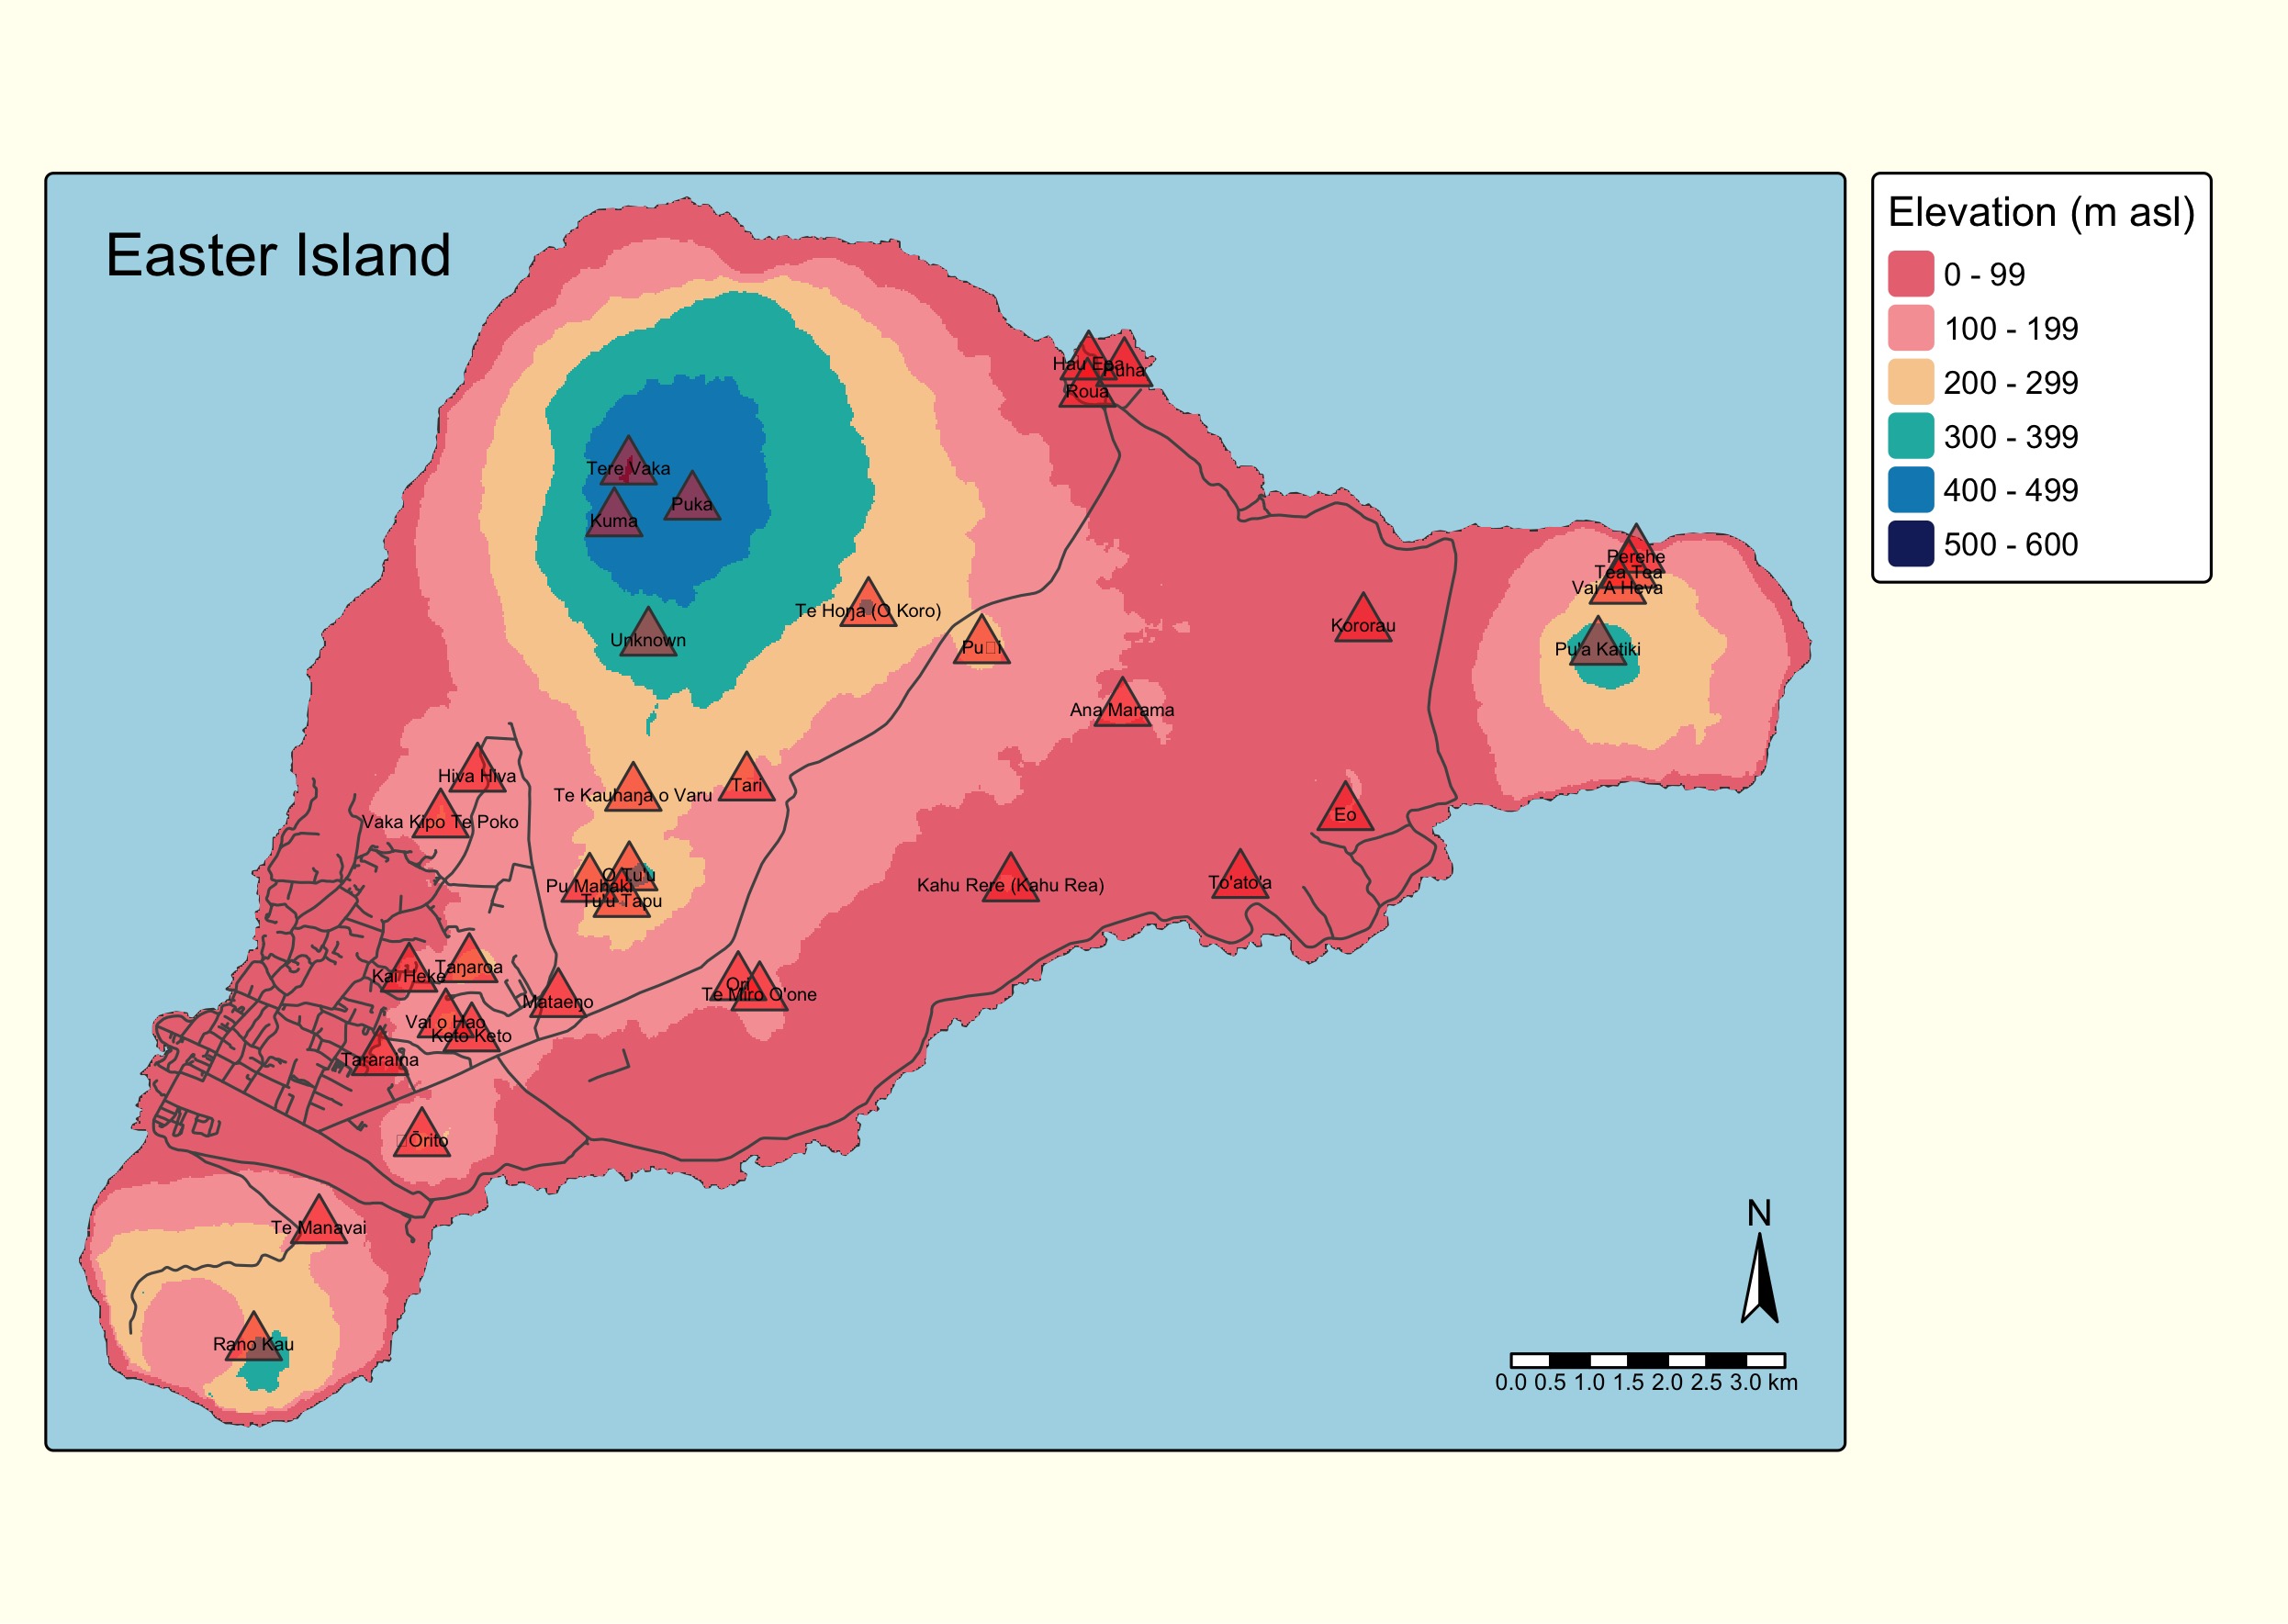 Easter Island
Elevation (m asl)
0 - 99
100 - 199
200 - 299
300 - 399
400 - 499
500 - 600
Hau Epa
Puha
Roua
Tere Vaka
Puka
Kuma
Perehe
Tea Tea
Vai A Heva
Te Hoŋa (O Koro)
Kororau
Unknown
Pu□i
Pu'a Katiki
Ana Marama
Hiva Hiva
Tari
Te Kauhaŋa o Varu
Eo
Vaka Kipo Te Poko
O Tu'u
Pu Mahaki
Kahu Rere (Kahu Rea)
To'ato'a
Tu'u Tapu
Taŋaroa
Kai Heke
Ori
Te Miro O'one
Mataeŋo
Vai o Hao
Keto Keto
Tararaina
□Ōrito
Te Manavai
N
Rano Kau
0.0 0.5 1.0 1.5 2.0 2.5 3.0 km